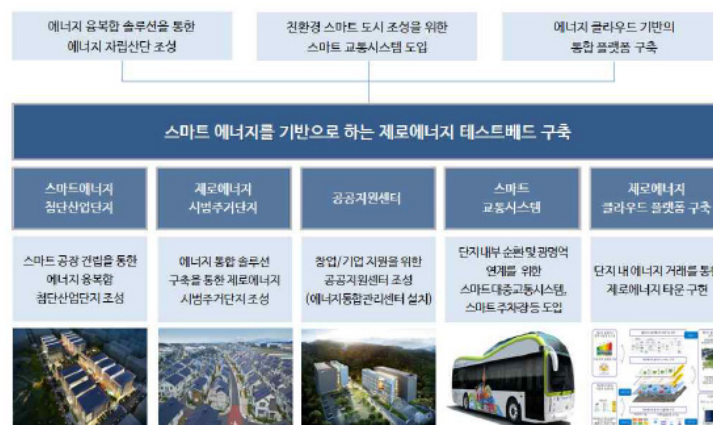 에너지 융복합 솔루션을 통한
에너지 자립산단 조성
친환경 스마트 도시 조성을 위한
스마트 교통시스템 도입
에너지 클라우드 기반의
통합 플랫폼 구축
스마트 에너지를 기반으로 하는 제로에너지 테스트베드 구축
스마트에너지
첨단산업단지
제로에너지
시범주거단지
공공지원센터
스마트
교통시스템
제로에너지
클라우드 플랫폼 구축
스마트 공장 건립을 통한
에너지 융복합
첨단산업단지 조성
에너지 통합 솔루션
구축을 통한 제로에너지
시범주거단지 조성
창업/기업 지원을 위한
공공지원센터 조성
(에너지통합관리센터 설치)
단지내부 순환 및 광명역
연계를 위한
스마트대중교통시스템,
스마트주차장 등 도입
단지 내 에너지 거래를
제로에너지 타운 구현